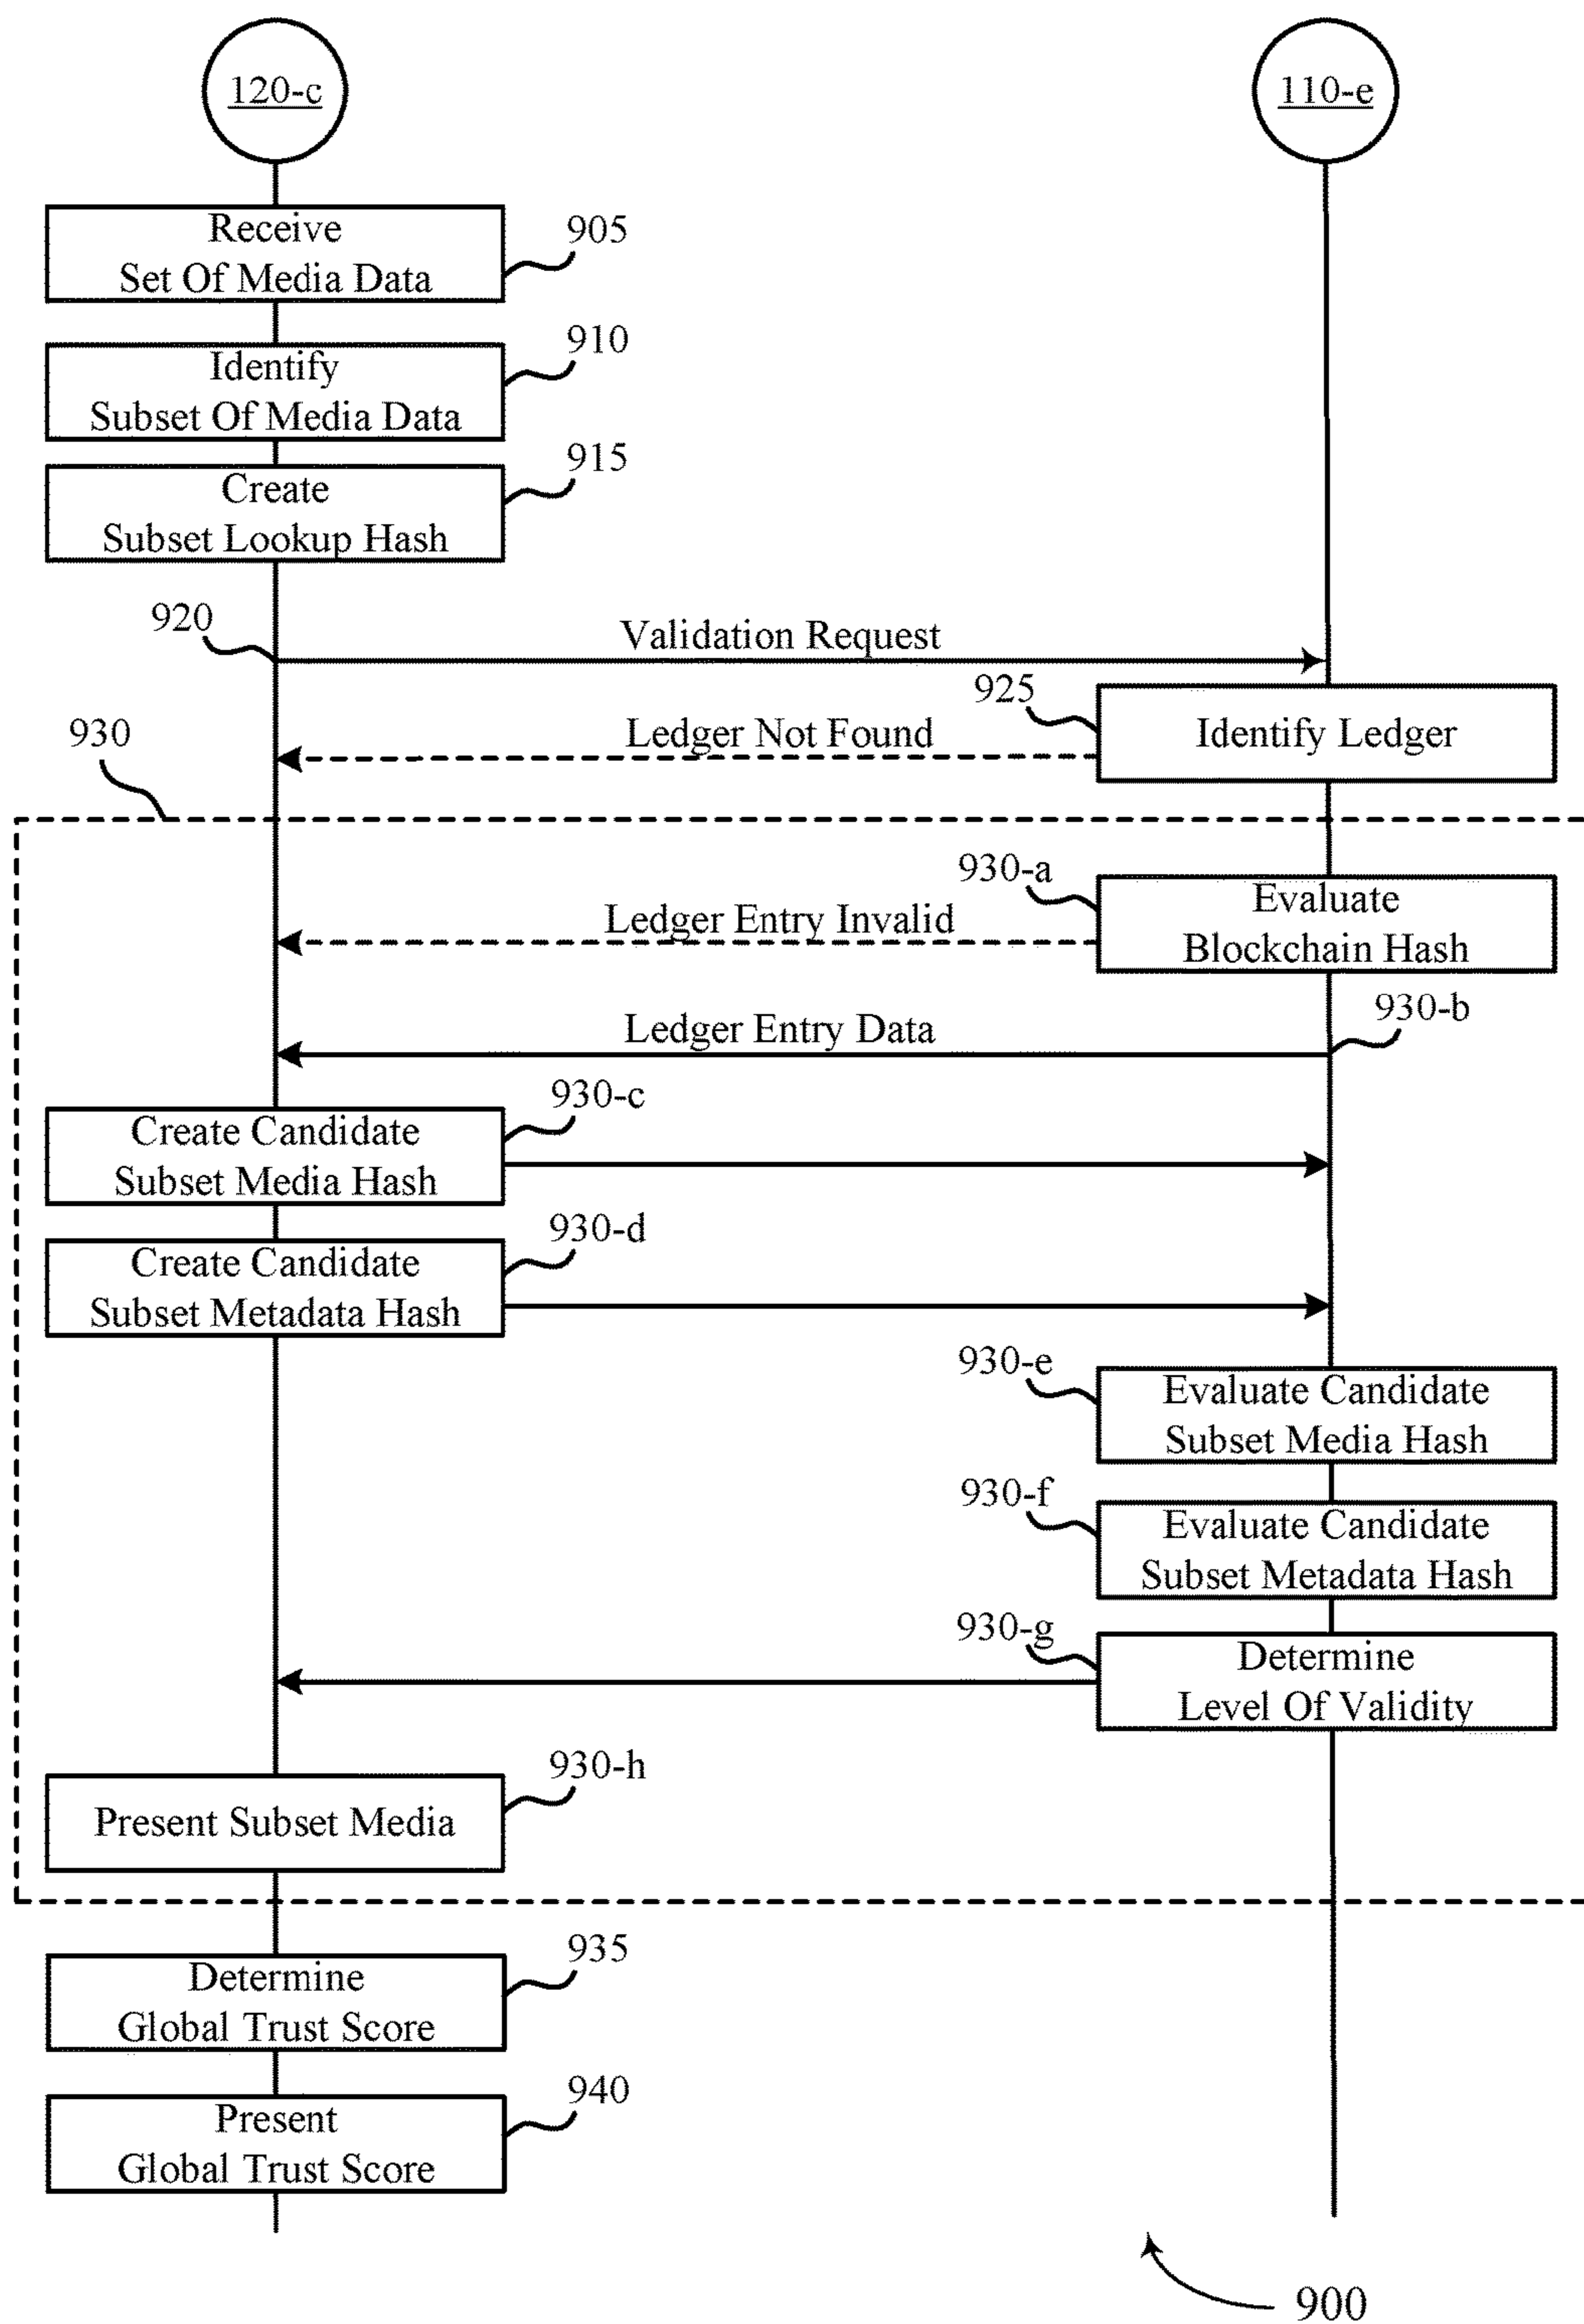 120-c
110-e
Receive
Set Of Media Data
905
Identify
Subset Of Media Data
910
Create
Subset Lookup Hash
915
920
Validation Request
925
Identify Ledger
Ledger Not Found
930
930-a
Evaluate
Blockchain Hash
Ledger Entry Invalid
930-b
Ledger Entry Data
930-c
Create Candidate
Subset Media Hash
930-d
Create Candidate
Subset Metadata Hash
930-e
Evaluate Candidate
Subset Media Hash
930-f
Evaluate Candidate
Subset Metadata Hash
930-g
Determine
Level Of Validity
930-h
Present Subset Media
935
Determine
Global Trust Score
940
Present
Global Trust Score
900